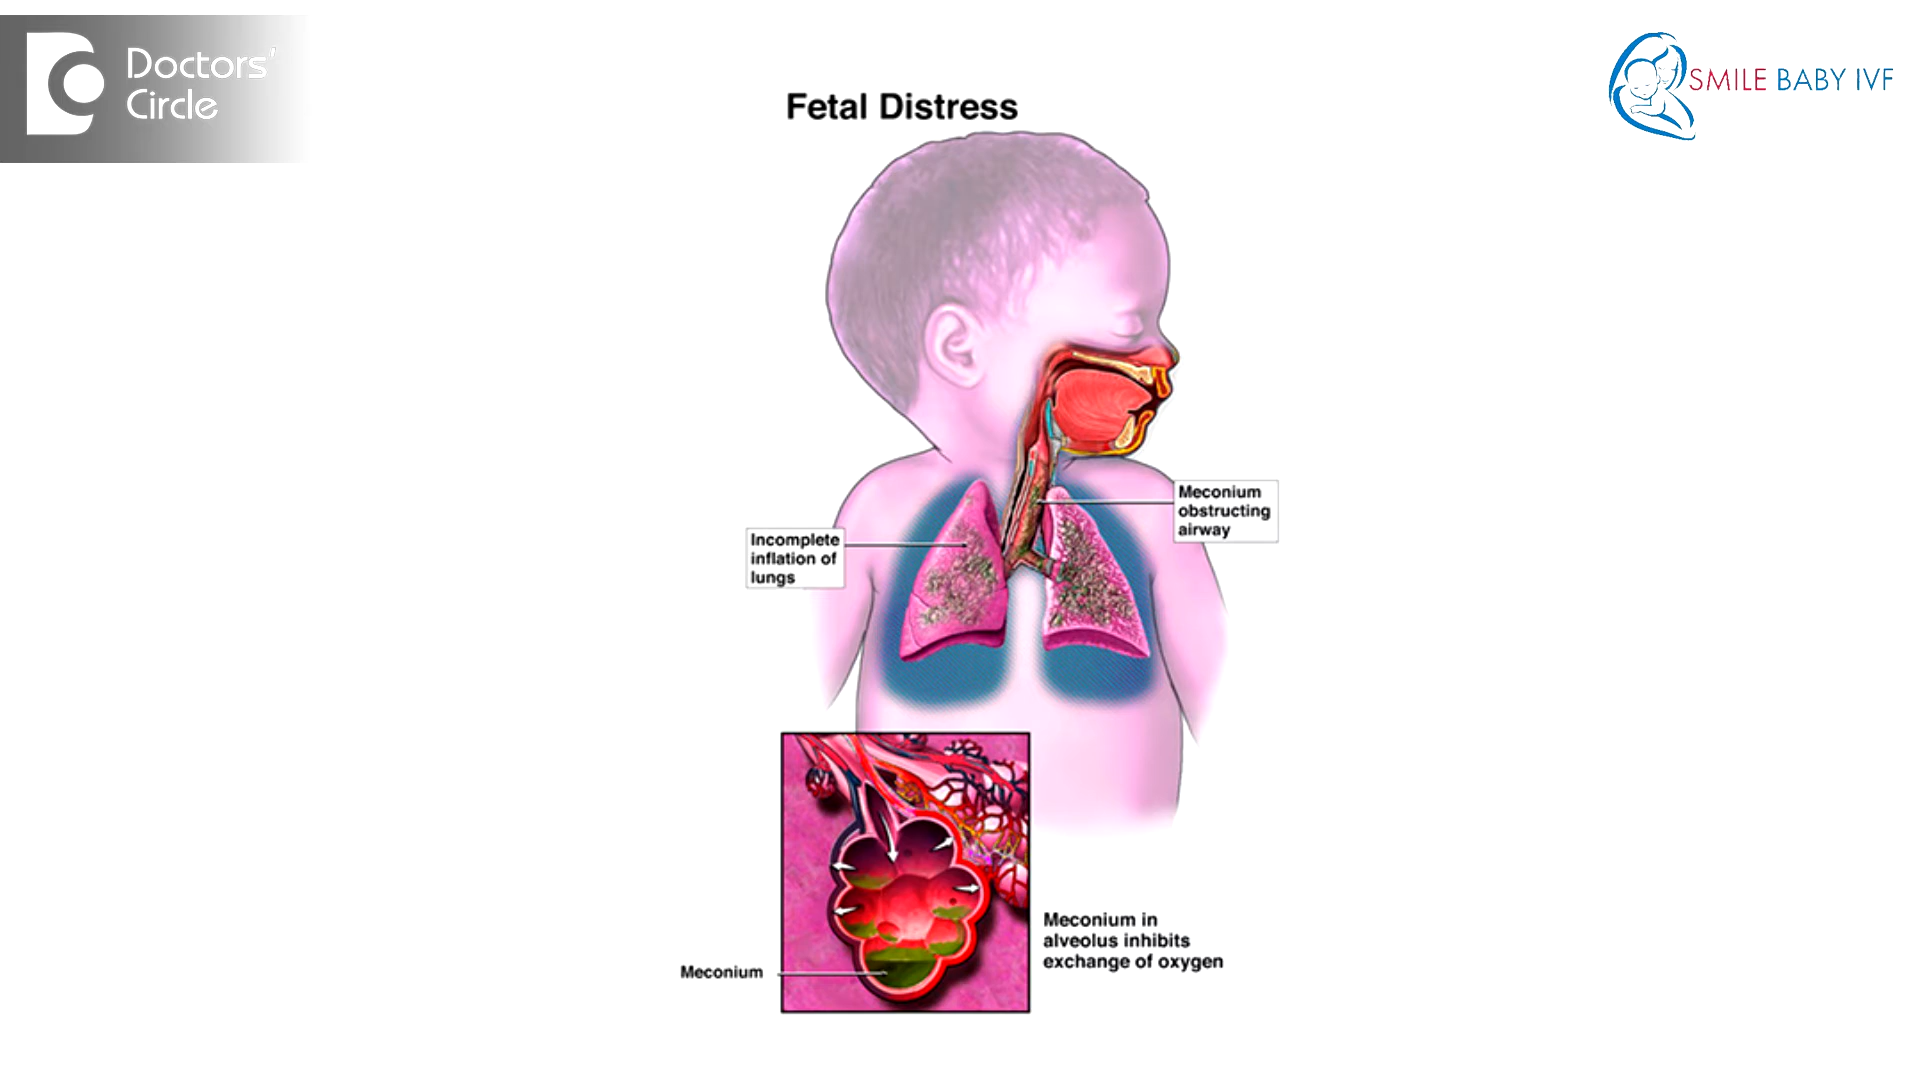 Doctors'
Circle
SMILE BABY IVF
Fetal Distress
Meconium
obstructing
airway
Incomplete
inflation of
lungs
Meconium in
alveolus inhibits
exchange of oxygen
Meconium